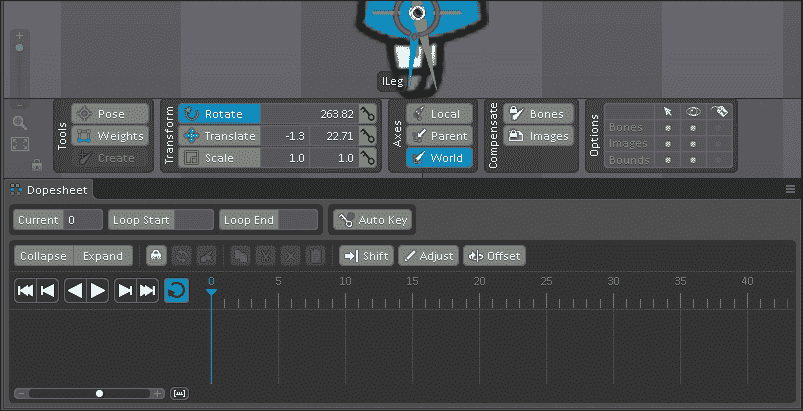 lLeg
Tools
Pose
Weights
Create
Transform
Rotate 263.82
Translate -1.3 22.71
Scale 1.0 1.0
Axes
Local
Parent
World
Compensate
Bones
Images
Options
Bones
Images
Bounds
Dopesheet
Current 0 Loop Start Loop End Auto Key
Collapse Expand Shift Adjust Offset
0 5 10 15 20 25 30 35 40